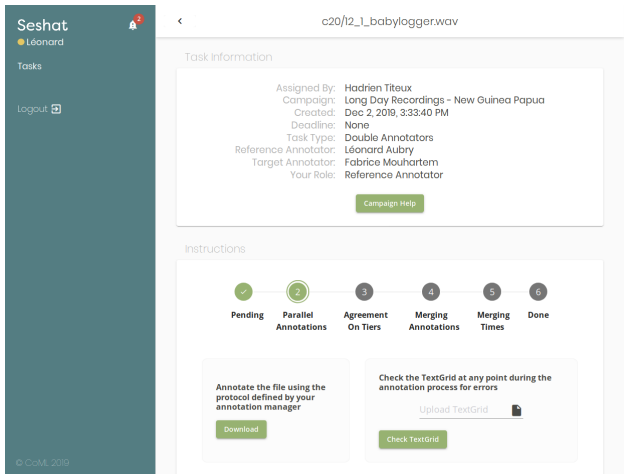 Seshat
2
Léonard
Tasks
Logout
© CoML 2019
c20/12_1_babylogger.wav
Task Information
Assigned By: Hadrien Titeux
Campaign: Long Day Recordings - New Guinea Papua
Created: Dec 2, 2019, 3:33:40 PM
Deadline: None
Task Type: Double Annotators
Reference Annotator: Léonard Aubry
Target Annotator: Fabrice Mouhartem
Your Role: Reference Annotator
Campaign Help
Instructions
2 3 4 5 6
Pending Parallel Agreement Merging Merging Done
Annotations On Tiers Annotations Times
Annotate the file using the
protocol defined by your
annotation manager
Download
Check the TextGrid at any point during the
annotation process for errors
Upload TextGrid
Check TextGrid